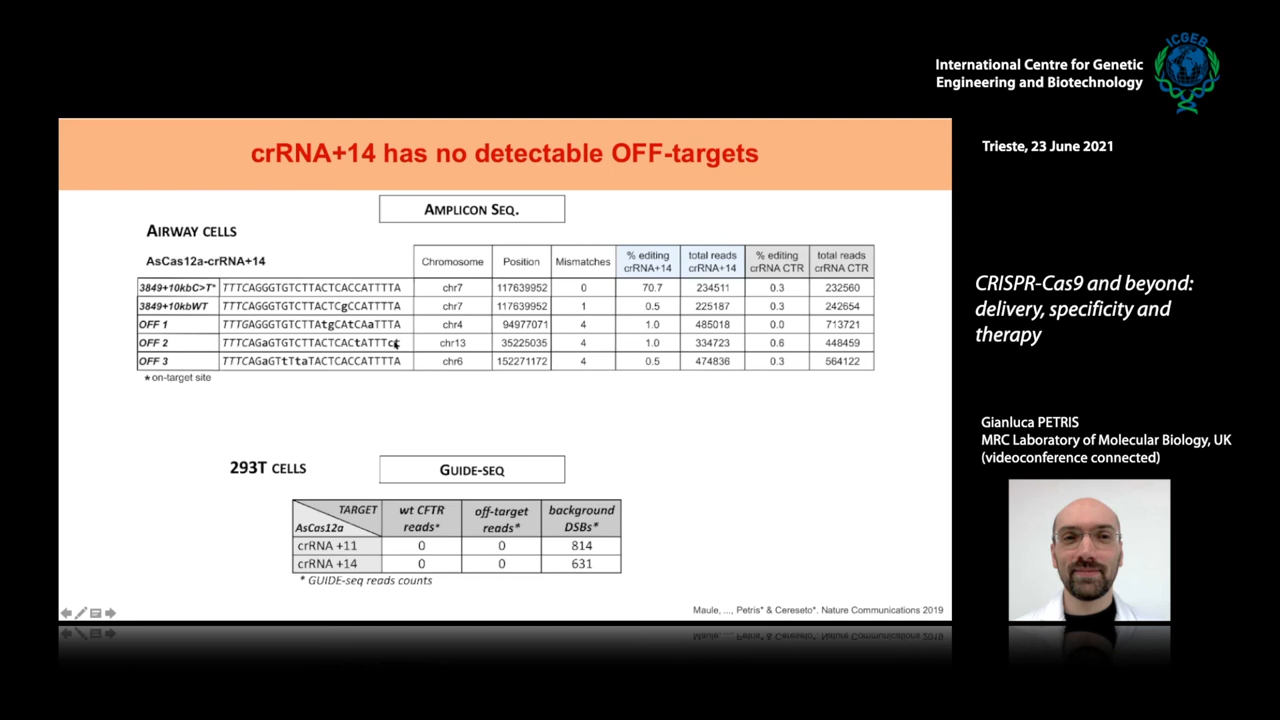 ICGEB
International Centre for Genetic
Engineering and Biotechnology
Trieste, 23 June 2021
crRNA+14 has no detectable OFF-targets
AMPLICON SEQ.
AIRWAY CELLS
AsCas12a-crRNA+14 Chromosome Position Mismatches % editing crRNA+14 total reads crRNA+14 % editing crRNA CTR total reads crRNA CTR
3849+10kbC>T* TTTCAGGGTGTCTTACTCACCATTTTA chr7 117639952 0 70.7 234511 0.3 232560
3849+10kbWT TTTCAGGGTGTCTTACTCgCCATTTTA chr7 117639952 1 0.5 225187 0.3 242654
OFF 1 TTTGAGGGTGTCTTAtgCAtCAaTTTA chr4 94977071 4 1.0 485018 0.0 713721
OFF 2 TTTCAGaGTGTCTTACTCACtATTTct chr13 35225035 4 1.0 334723 0.6 448459
OFF 3 TTTCAGaGTtTtaTACTCACCATTTTA chr6 152271172 4 0.5 474836 0.3 564122
* on-target site
293T CELLS
GUIDE-SEQ
TARGET AsCas12a wt CFTR reads* off-target reads* background DSBs*
crRNA +11 0 0 814
crRNA +14 0 0 631
* GUIDE-seq reads counts
Maule, ..., Petris* & Cereseto*. Nature Communications 2019
CRISPR-Cas9 and beyond:
delivery, specificity and
therapy
Gianluca PETRIS
MRC Laboratory of Molecular Biology, UK
(videoconference connected)